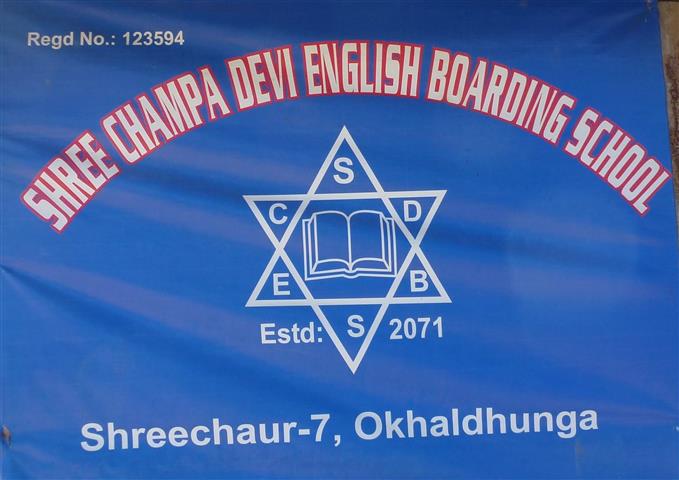 Regd No.: 123594
SHREE CHAMPA DEVI ENGLISH BOARDING SCHOOL
S
C D
E B
Estd: S 2071
Shreechaur-7, Okhaldhunga